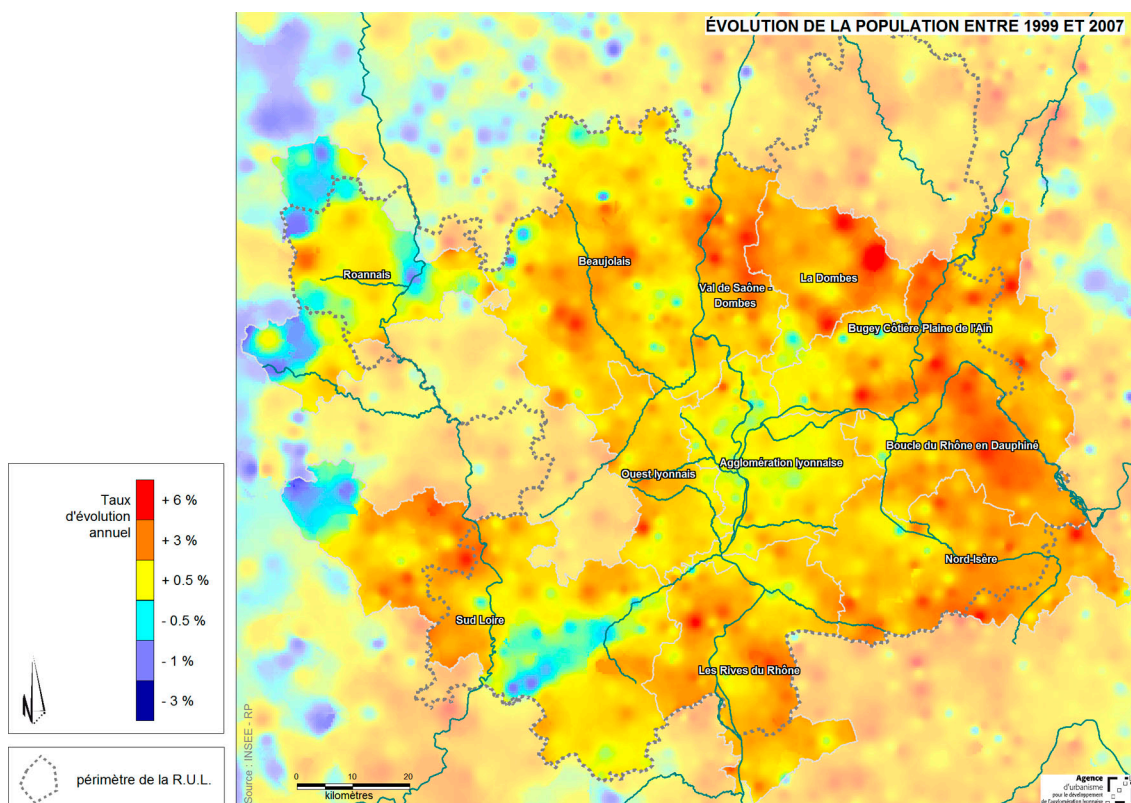 ÉVOLUTION DE LA POPULATION ENTRE 1999 ET 2007
Roannais
Beaujolais
Val de Saône -
Dombes
La Dombes
Bugey Côtière Plaine de l'Ain
Boucle du Rhône en Dauphiné
Agglomération lyonnaise
Ouest lyonnais
Nord-Isère
Sud Loire
Les Rives du Rhône
Taux
d'évolution
annuel
+ 6 %
+ 3 %
+ 0.5 %
- 0.5 %
- 1 %
- 3 %
N
périmètre de la R.U.L.
Source : INSEE - RP
0 10 20
kilomètres
Agence
d'urbanisme
pour le développement
de l'agglomération lyonnaise